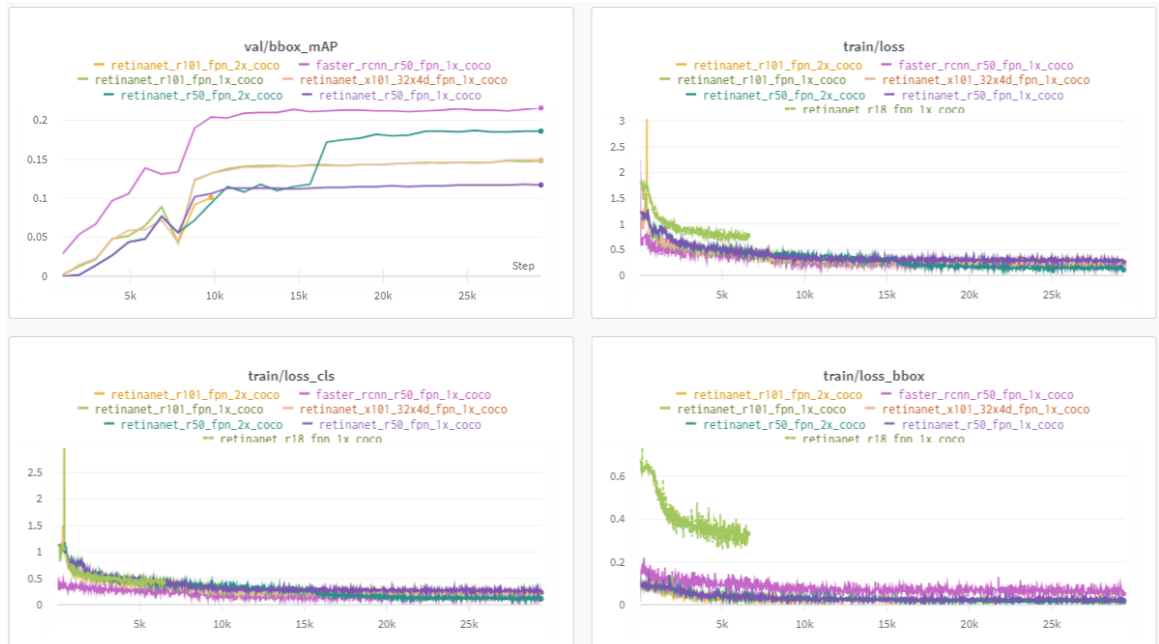 val/bbox_mAP
retinanet_r101_fpn_2x_coco faster_rcnn_r50_fpn_1x_coco
retinanet_r101_fpn_1x_coco retinanet_x101_32x4d_fpn_1x_coco
retinanet_r50_fpn_2x_coco retinanet_r50_fpn_1x_coco
0.2
0.15
0.1
0.05
0
Step
5k 10k 15k 20k 25k
train/loss
retinanet_r101_fpn_2x_coco faster_rcnn_r50_fpn_1x_coco
retinanet_r101_fpn_1x_coco retinanet_x101_32x4d_fpn_1x_coco
retinanet_r50_fpn_2x_coco retinanet_r50_fpn_1x_coco
retinanet_r18_fpn_1x_coco
3
2.5
2
1.5
1
0.5
0
5k 10k 15k 20k 25k
train/loss_cls
retinanet_r101_fpn_2x_coco faster_rcnn_r50_fpn_1x_coco
retinanet_r101_fpn_1x_coco retinanet_x101_32x4d_fpn_1x_coco
retinanet_r50_fpn_2x_coco retinanet_r50_fpn_1x_coco
retinanet_r18_fpn_1x_coco
2.5
2
1.5
1
0.5
0
5k 10k 15k 20k 25k
train/loss_bbox
retinanet_r101_fpn_2x_coco faster_rcnn_r50_fpn_1x_coco
retinanet_r101_fpn_1x_coco retinanet_x101_32x4d_fpn_1x_coco
retinanet_r50_fpn_2x_coco retinanet_r50_fpn_1x_coco
retinanet_r18_fpn_1x_coco
0.6
0.4
0.2
0
5k 10k 15k 20k 25k